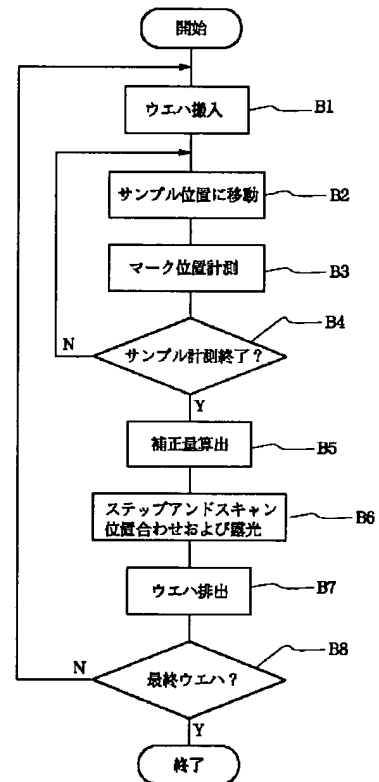 開始
ウエハ搬入
B1
サンプル位置に移動
B2
マーク位置計測
B3
B4
サンプル計測終了?
N
Y
補正量算出
B5
ステップアンドスキャン
位置合わせおよび露光
B6
ウエハ排出
B7
B8
最終ウエハ?
N
Y
終了